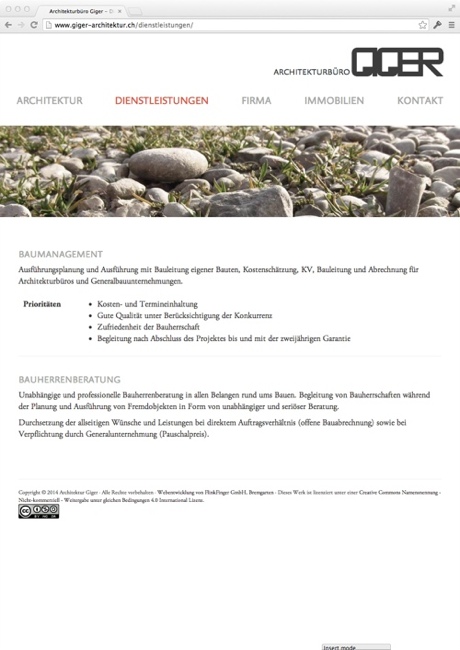 Architekturbüro Giger – D
www.giger-architektur.ch/dienstleistungen/
ARCHITEKTURBÜRO GIGER
ARCHITEKTUR DIENSTLEISTUNGEN FIRMA IMMOBILIEN KONTAKT
BAUMANAGEMENT
Ausführungsplanung und Ausführung mit Bauleitung eigener Bauten, Kostenschätzung, KV, Bauleitung und Abrechnung für
Architekturbüros und Generalbauunternehmungen.
Prioritäten • Kosten- und Termineinhaltung
• Gute Qualität unter Berücksichtigung der Konkurrenz
• Zufriedenheit der Bauherrschaft
• Begleitung nach Abschluss des Projektes bis und mit der zweijährigen Garantie
BAUHERRENBERATUNG
Unabhängige und professionelle Bauherrenberatung in allen Belangen rund ums Bauen. Begleitung von Bauherrschaften während
der Planung und Ausführung von Fremdobjekten in Form von unabhängiger und seriöser Beratung.
Durchsetzung der allseitigen Wünsche und Leistungen bei direktem Auftragsverhältnis (offene Bauabrechnung) sowie bei
Verpflichtung durch Generalunternehmung (Pauschalpreis).
Copyright © 2014 Architektur Giger · Alle Rechte vorbehalten · Webentwicklung von PinkFinger GmbH, Bremgarten · Dieses Werk ist lizenziert unter einer Creative Commons Namensnennung -
Nicht-kommerziell - Weitergabe unter gleichen Bedingungen 4.0 International Lizenz.
cc
BY NC SA
Insert mode